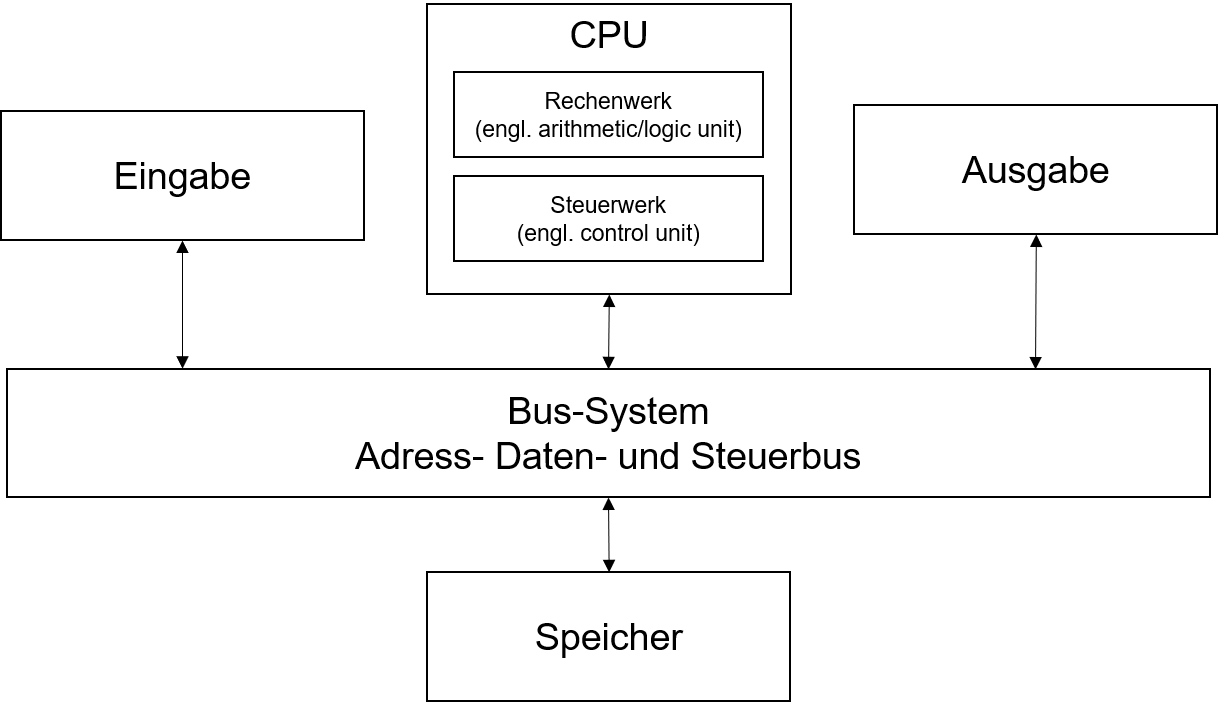 CPU
Rechenwerk
(engl. arithmetic/logic unit)
Steuerwerk
(engl. control unit)
Eingabe
Ausgabe
Bus-System
Adress- Daten- und Steuerbus
Speicher